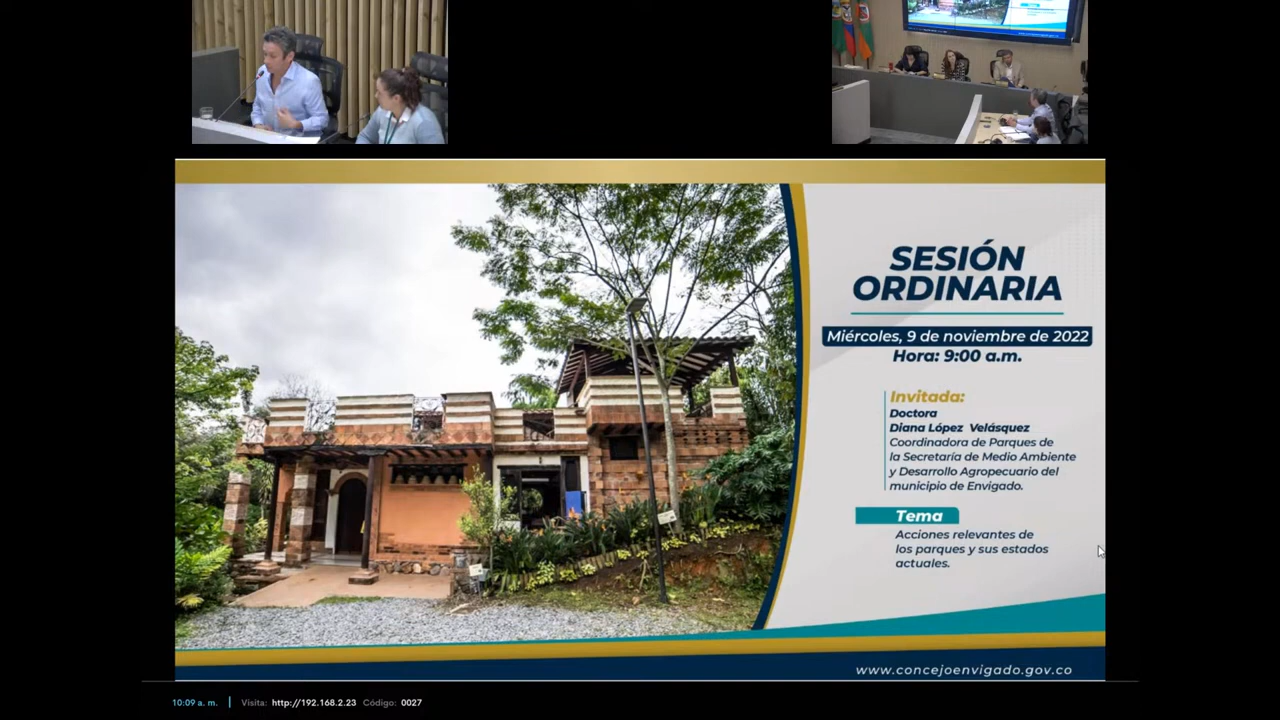 SESIÓN
ORDINARIA
Miércoles, 9 de noviembre de 2022
Hora: 9:00 a.m.
Invitada:
Doctora
Diana López Velásquez
Coordinadora de Parques de
la Secretaría de Medio Ambiente
y Desarrollo Agropecuario del
municipio de Envigado.
Tema
Acciones relevantes de
los parques y sus estados
actuales.
www.concejoenvigado.gov.co
10:09 a. m. Visita: http://192.168.2.23 Código: 0027